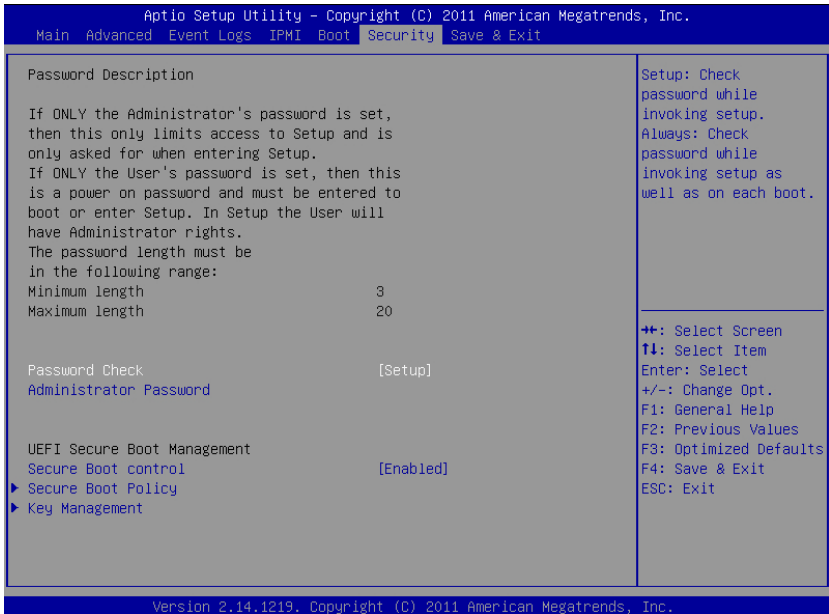 Aptio Setup Utility – Copyright (C) 2011 American Megatrends, Inc.
Main Advanced Event Logs IPMI Boot Security Save & Exit
Password Description
If ONLY the Administrator's password is set,
then this only limits access to Setup and is
only asked for when entering Setup.
If ONLY the User's password is set, then this
is a power on password and must be entered to
boot or enter Setup. In Setup the User will
have Administrator rights.
The password length must be
in the following range:
Minimum length 3
Maximum length 20
Password Check [Setup]
Administrator Password
UEFI Secure Boot Management
Secure Boot control [Enabled]
Secure Boot Policy
Key Management
Setup: Check
password while
invoking setup.
Always: Check
password while
invoking setup as
well as on each boot.
→←: Select Screen
↑↓: Select Item
Enter: Select
+/-: Change Opt.
F1: General Help
F2: Previous Values
F3: Optimized Defaults
F4: Save & Exit
ESC: Exit
Version 2.14.1219. Copyright (C) 2011 American Megatrends, Inc.